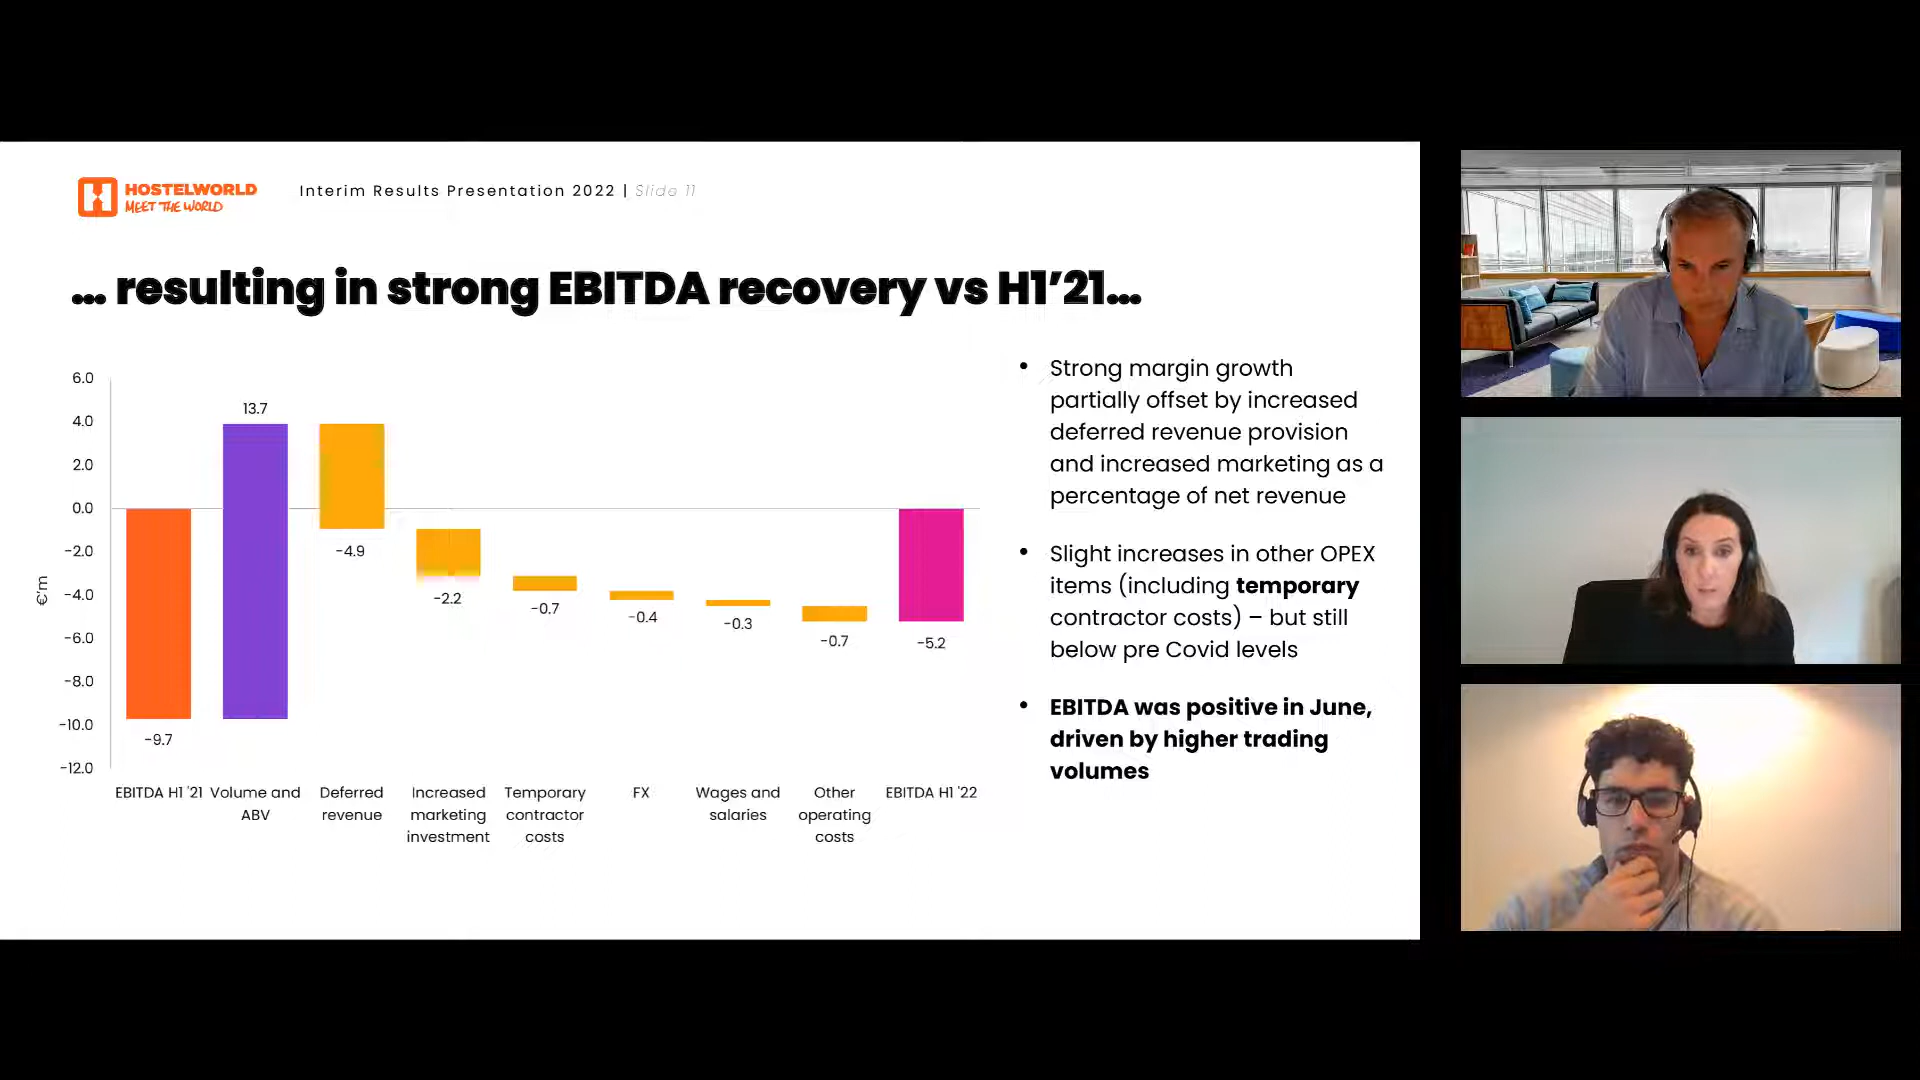 HOSTELWORLD
MEET THE WORLD
Interim Results Presentation 2022 | Slide 11
... resulting in strong EBITDA recovery vs H1’21...
€’m
6.0
4.0
2.0
0.0
-2.0
-4.0
-6.0
-8.0
-10.0
-12.0
-9.7
13.7
-4.9
-2.2
-0.7
-0.4
-0.3
-0.7
-5.2
EBITDA H1 '21
Volume and
ABV
Deferred
revenue
Increased
marketing
investment
Temporary
contractor
costs
FX
Wages and
salaries
Other
operating
costs
EBITDA H1 '22
• Strong margin growth
partially offset by increased
deferred revenue provision
and increased marketing as a
percentage of net revenue
• Slight increases in other OPEX
items (including temporary
contractor costs) – but still
below pre Covid levels
• EBITDA was positive in June,
driven by higher trading
volumes